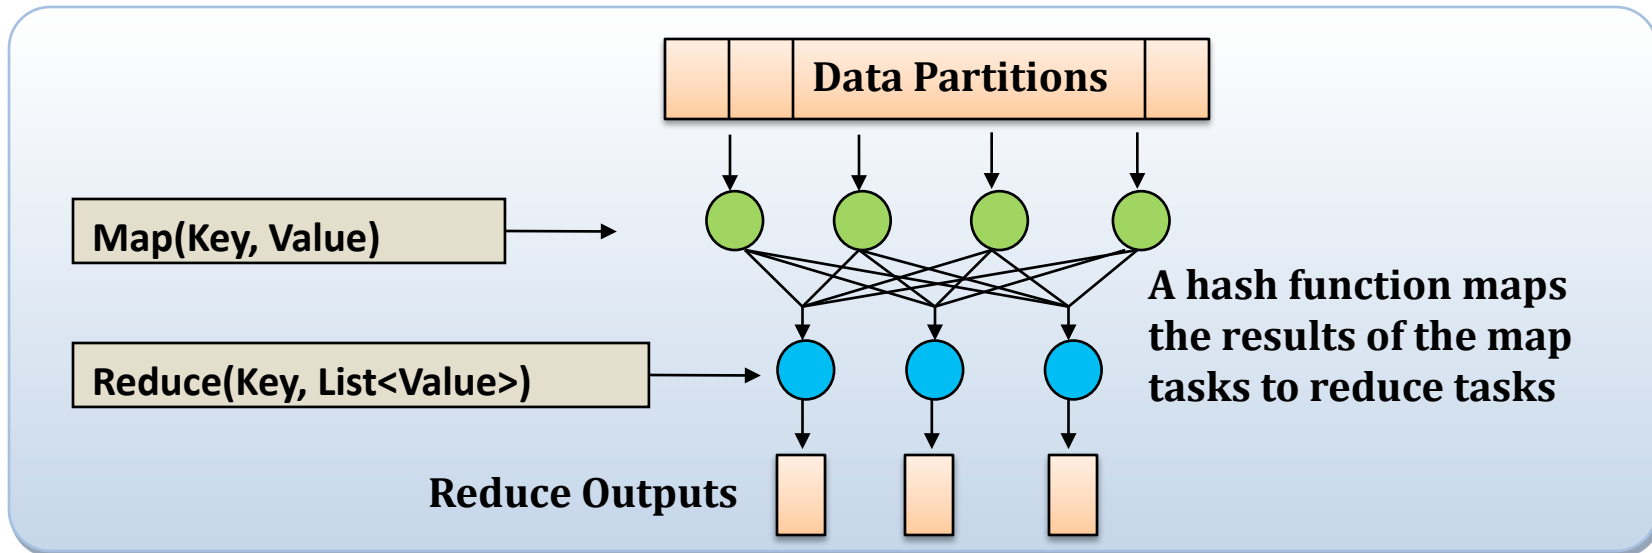 Data Partitions
Map(Key, Value)
A hash function maps
the results of the map
tasks to reduce tasks
Reduce(Key, List<Value>)
Reduce Outputs